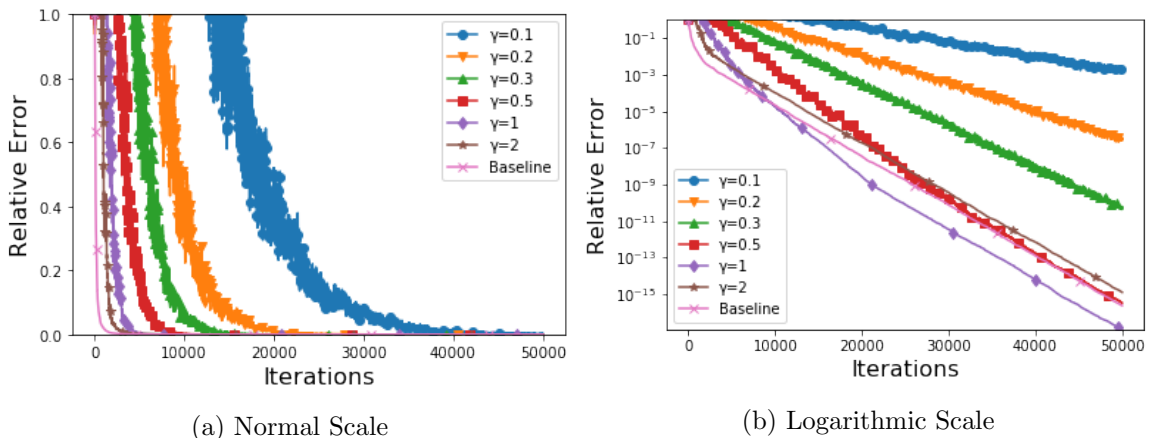 Relative Error
1.0
0.8
0.6
0.4
0.2
0.0
0
10000
20000
30000
40000
50000
Iterations
γ=0.1
γ=0.2
γ=0.3
γ=0.5
γ=1
γ=2
Baseline
(a) Normal Scale
Relative Error
10⁻¹
10⁻³
10⁻⁵
10⁻⁷
10⁻⁹
10⁻¹¹
10⁻¹³
10⁻¹⁵
0
10000
20000
30000
40000
50000
Iterations
γ=0.1
γ=0.2
γ=0.3
γ=0.5
γ=1
γ=2
Baseline
(b) Logarithmic Scale